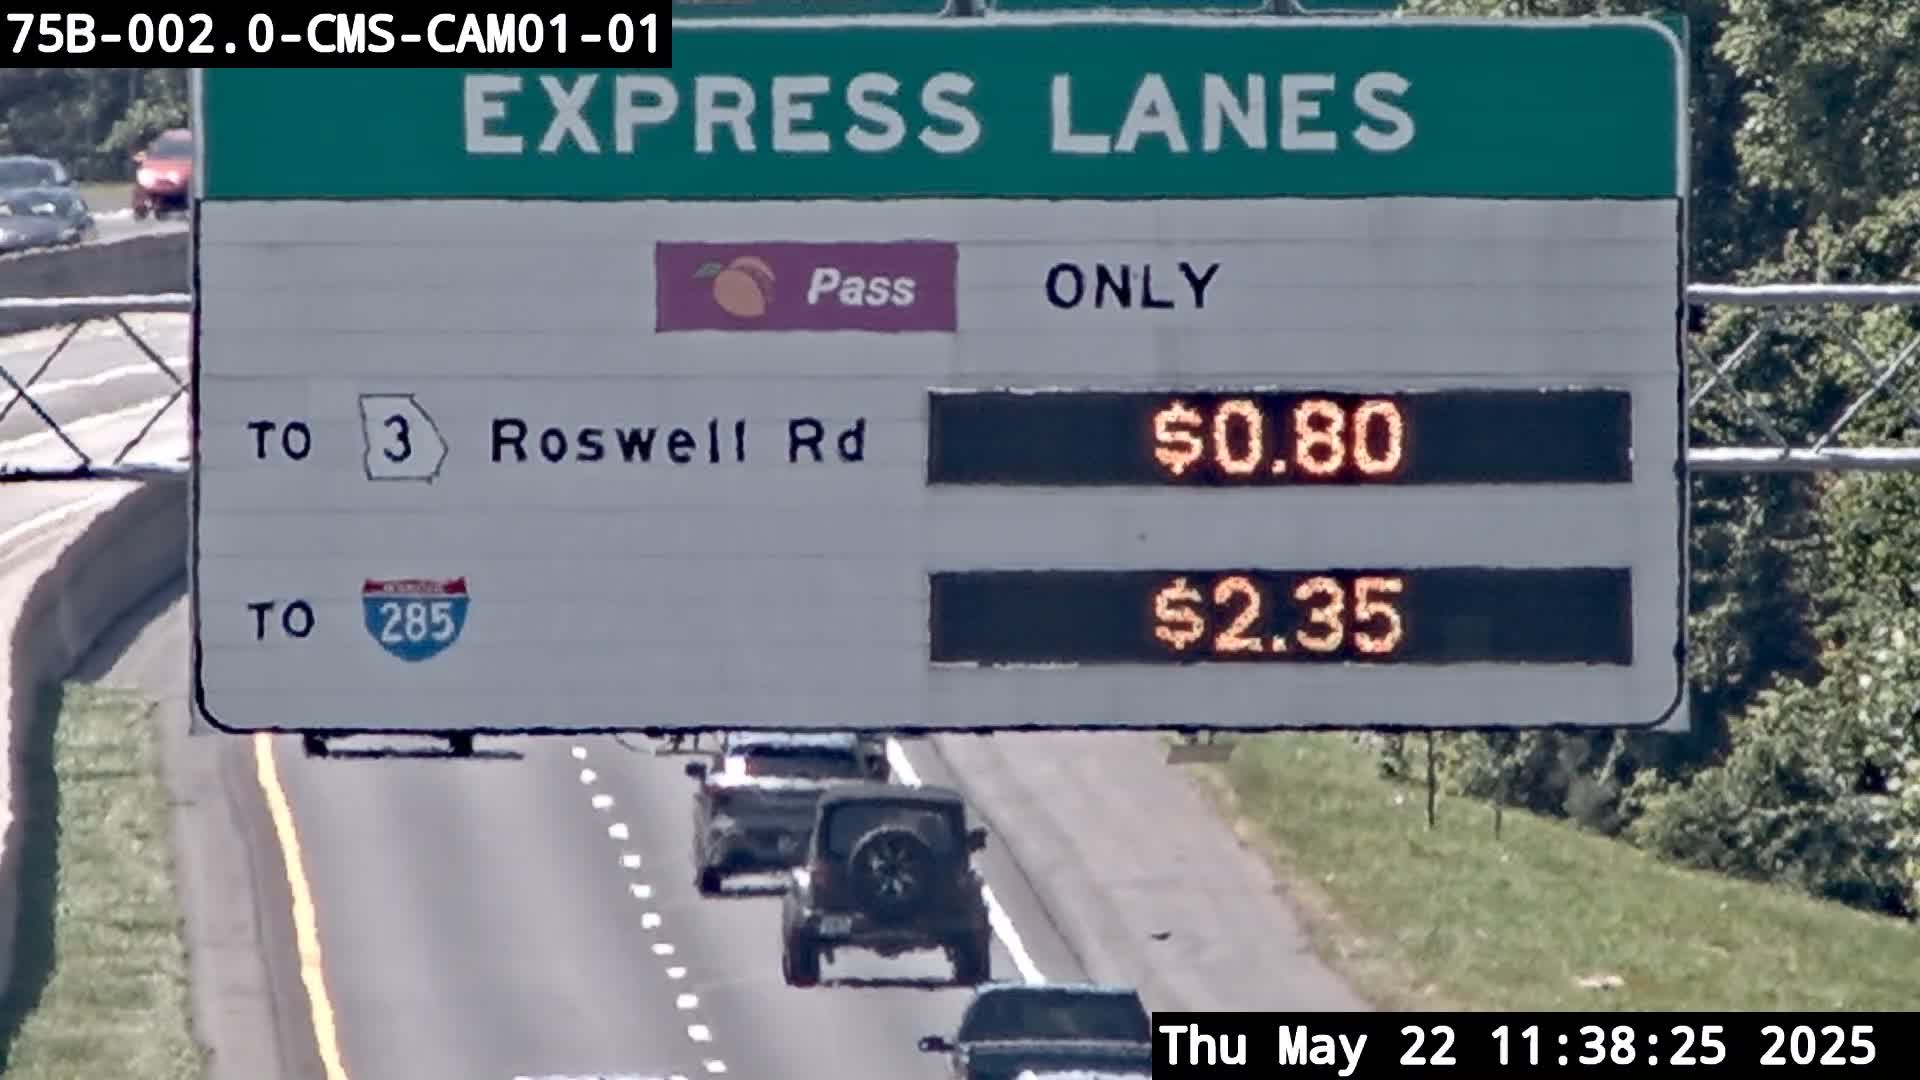 75B-002.0-CMS-CAM01-01
EXPRESS LANES
Pass ONLY
TO 3 Roswell Rd $0.80
TO 285 $2.35
Thu May 22 11:38:25 2025